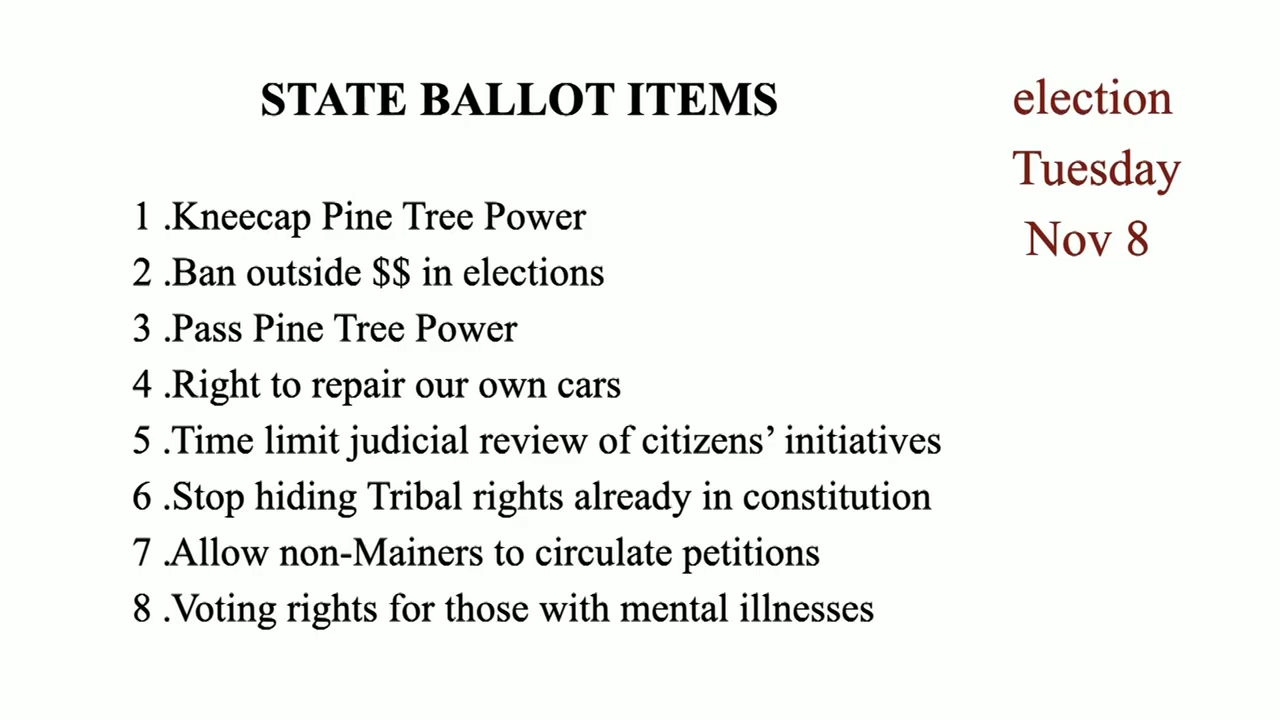 STATE BALLOT ITEMS
election
Tuesday
Nov 8
1 .Kneecap Pine Tree Power
2 .Ban outside $$ in elections
3 .Pass Pine Tree Power
4 .Right to repair our own cars
5 .Time limit judicial review of citizens’ initiatives
6 .Stop hiding Tribal rights already in constitution
7 .Allow non-Mainers to circulate petitions
8 .Voting rights for those with mental illnesses